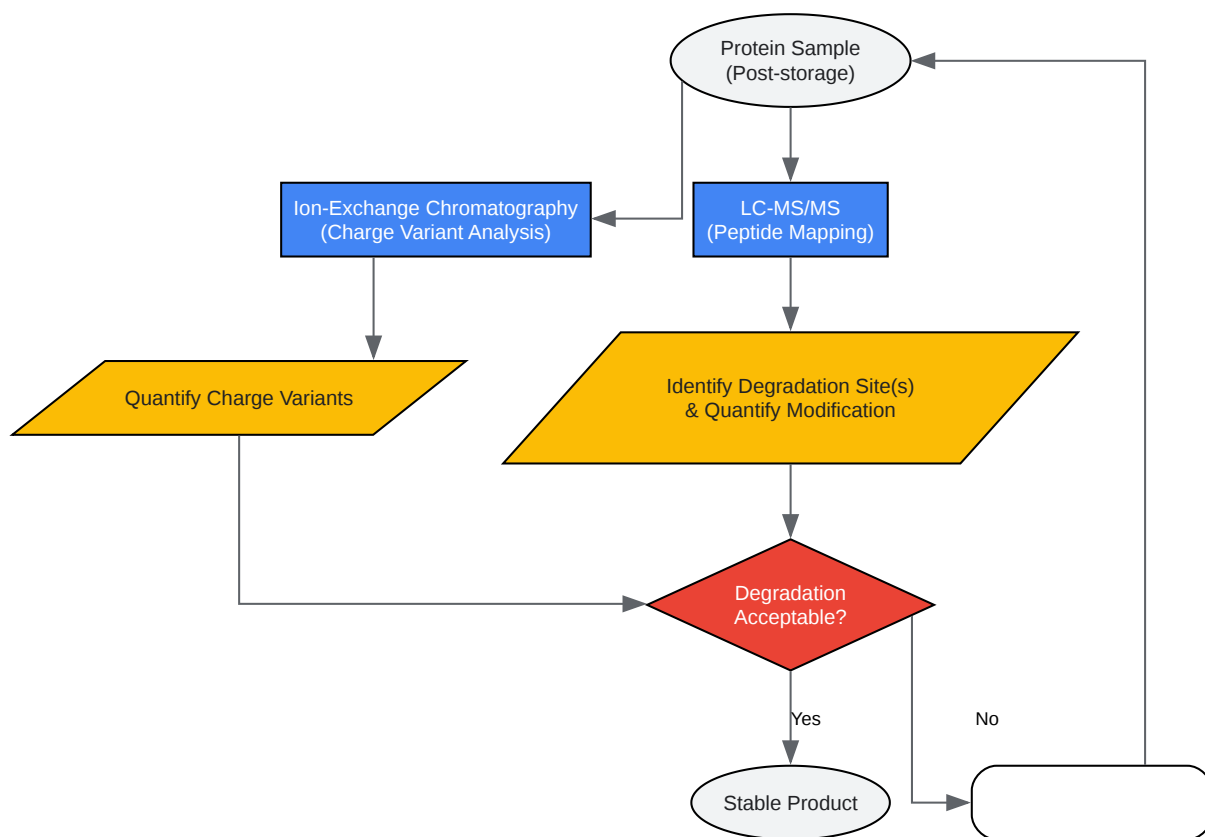 Protein Sample
(Post-storage)
Ion-Exchange Chromatography
(Charge Variant Analysis)
LC-MS/MS
(Peptide Mapping)
Quantify Charge Variants
Identify Degradation Site(s)
& Quantify Modification
Degradation
Acceptable?
Yes
No
Stable Product